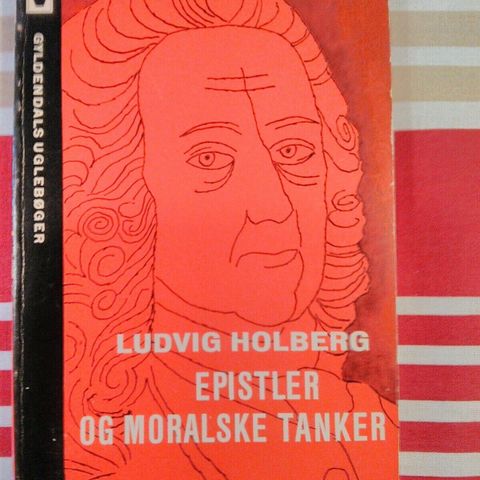 GYLDENDALS UGLEBØGER
LUDVIG HOLBERG
EPISTLER
OG MORALSKE TANKER